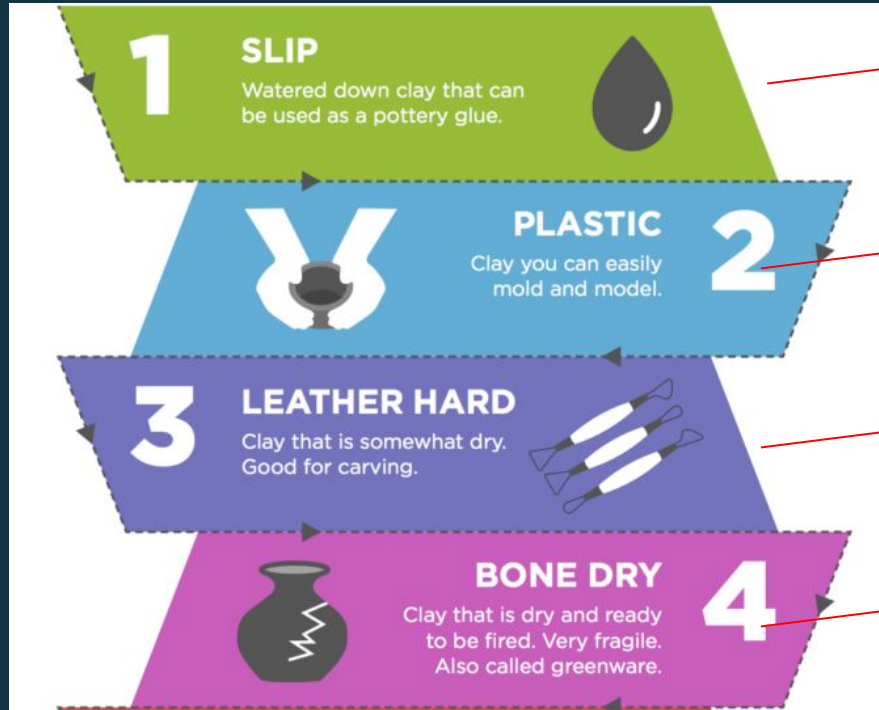 1
SLIP
Watered down clay that can
be used as a pottery glue.
PLASTIC
Clay you can easily
mold and model.
2
3
LEATHER HARD
Clay that is somewhat dry.
Good for carving.
BONE DRY
Clay that is dry and ready
to be fired. Very fragile.
Also called greenware.
4